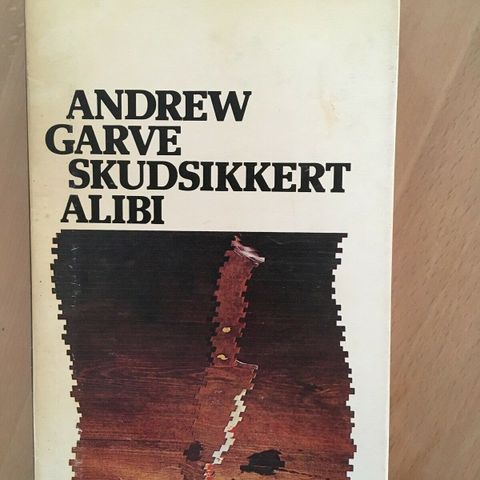 ANDREW
GARVE
SKUDSIKKERT
ALIBI